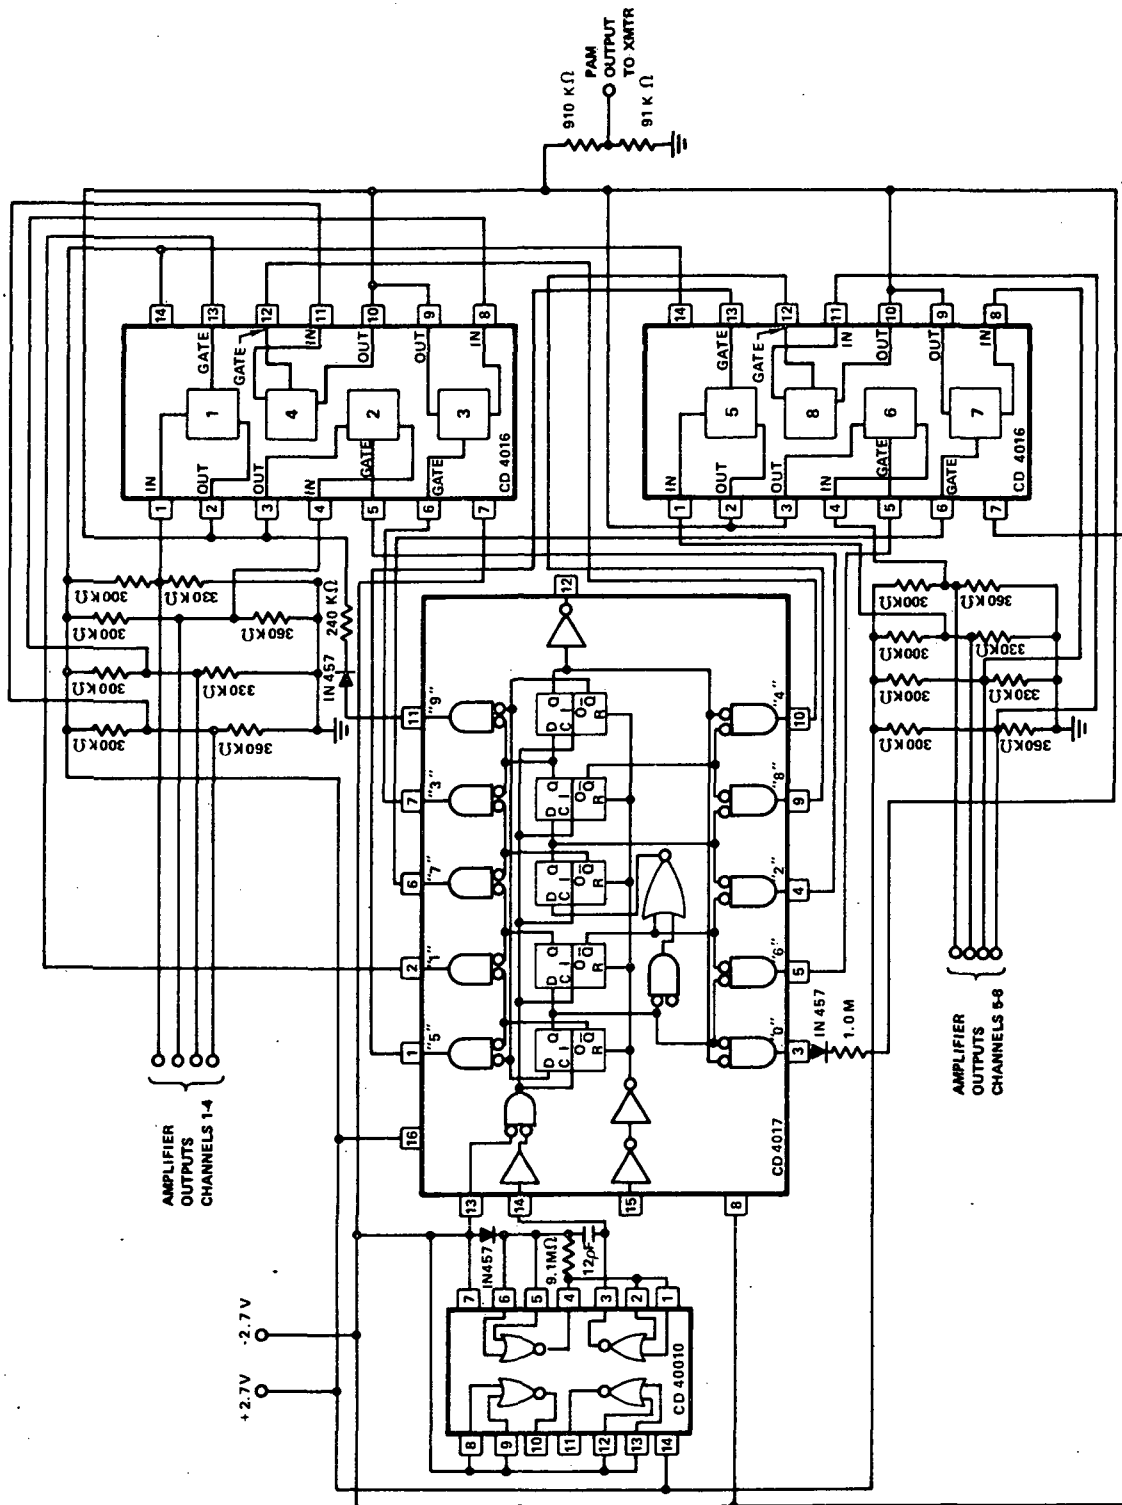 PAM
OUTPUT
TO XMTR
910 KΩ
91 K Ω
14
13
12
11
10
9
8
GATE
GATE
IN
OUT
OUT
IN
1
4
2
3
IN
OUT
OUT
IN
GATE
GATE
CD 4016
1
2
3
4
5
6
7
14
13
12
11
10
9
8
GATE
GATE
IN
OUT
OUT
IN
5
8
6
7
IN
OUT
OUT
IN
GATE
GATE
CD 4016
1
2
3
4
5
6
7
300KΩ
330KΩ
300KΩ
360KΩ
300KΩ
330KΩ
300KΩ
360KΩ
240 KΩ
IN457
300KΩ
360KΩ
300KΩ
330KΩ
300KΩ
330KΩ
300KΩ
360KΩ
AMPLIFIER
OUTPUTS
CHANNELS 1-4
AMPLIFIER
OUTPUTS
CHANNELS 5-8
12
11
7
6
2
1
16
"9"
"3"
"7"
"1"
"5"
D Q
C I O Q̄
R
D Q
C I O Q̄
R
D Q
C I O Q̄
R
D Q
C I O Q̄
R
D Q
C I O Q̄
R
"4"
"8"
"2"
"6"
"0"
10
9
4
5
3
IN457
1.0 M
CD 4017
13
14
15
8
IN457
9.1MΩ
12pF
7
6
5
4
3
2
1
CD 40010
8
9
10
11
12
13
14
-2.7 V
+2.7V